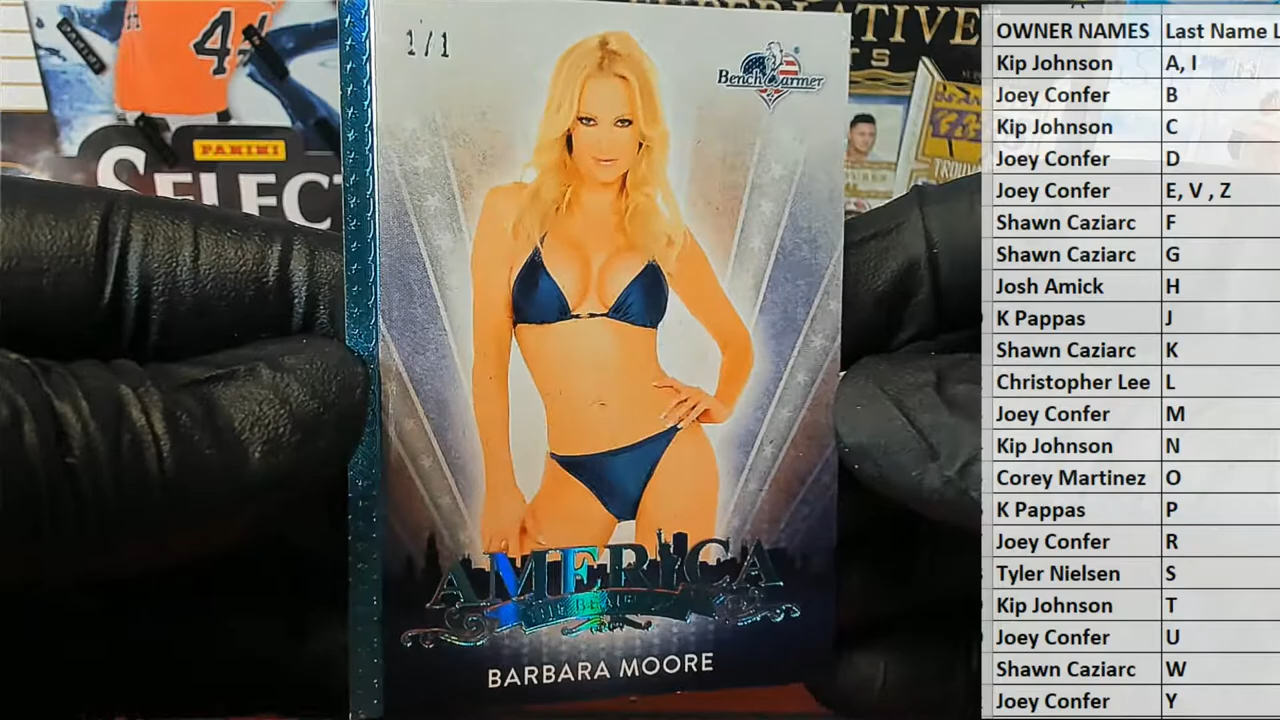 4
PANINI
SELECT
ATIVE
1/1
BenchWarmer
AMERICA
BARBARA MOORE
OWNER NAMES Last Name L
Kip Johnson A, I
Joey Confer B
Kip Johnson C
Joey Confer D
Joey Confer E, V , Z
Shawn Caziarc F
Shawn Caziarc G
Josh Amick H
K Pappas J
Shawn Caziarc K
Christopher Lee L
Joey Confer M
Kip Johnson N
Corey Martinez O
K Pappas P
Joey Confer R
Tyler Nielsen S
Kip Johnson T
Joey Confer U
Shawn Caziarc W
Joey Confer Y